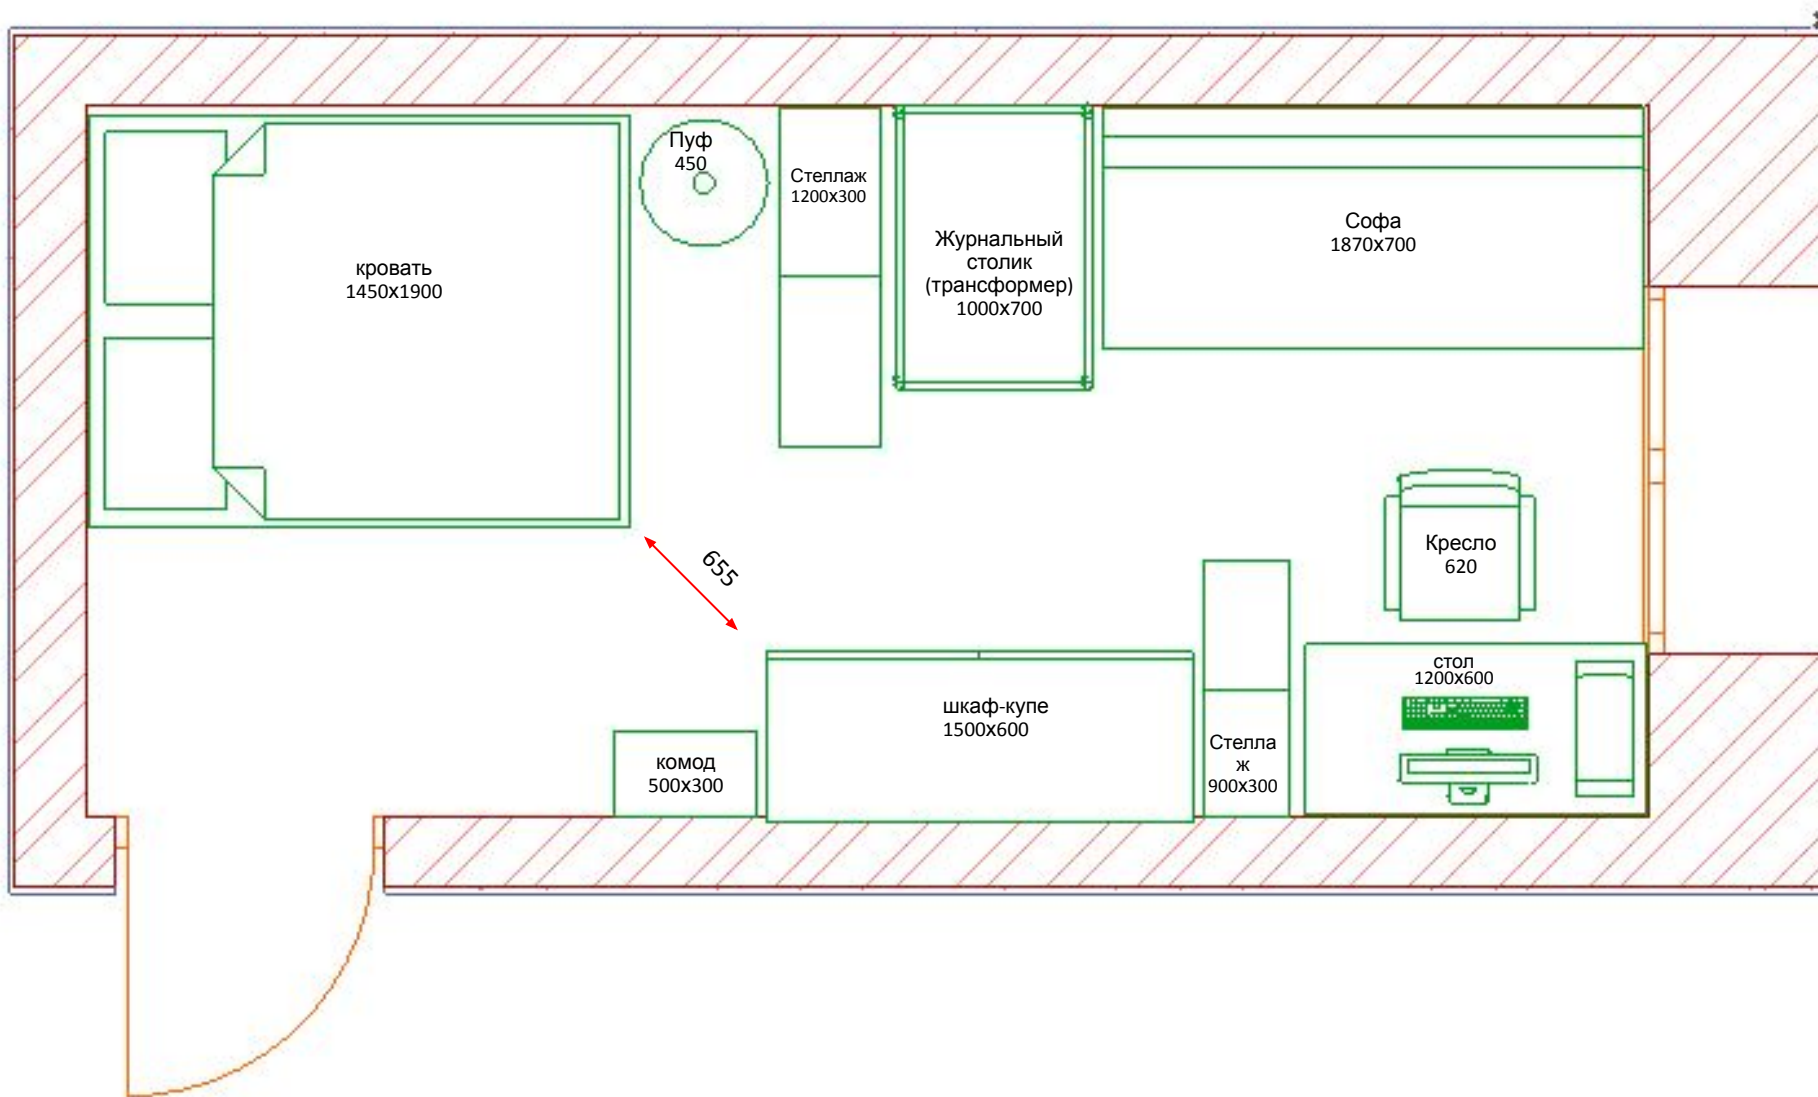 Пуф
450
Стеллаж
1200х300
Софа
1870х700
Журнальный
столик
(трансформер)
1000х700
кровать
1450х1900
655
Кресло
620
стол
1200х600
шкаф-купе
1500х600
Стелла
ж
900х300
комод
500х300